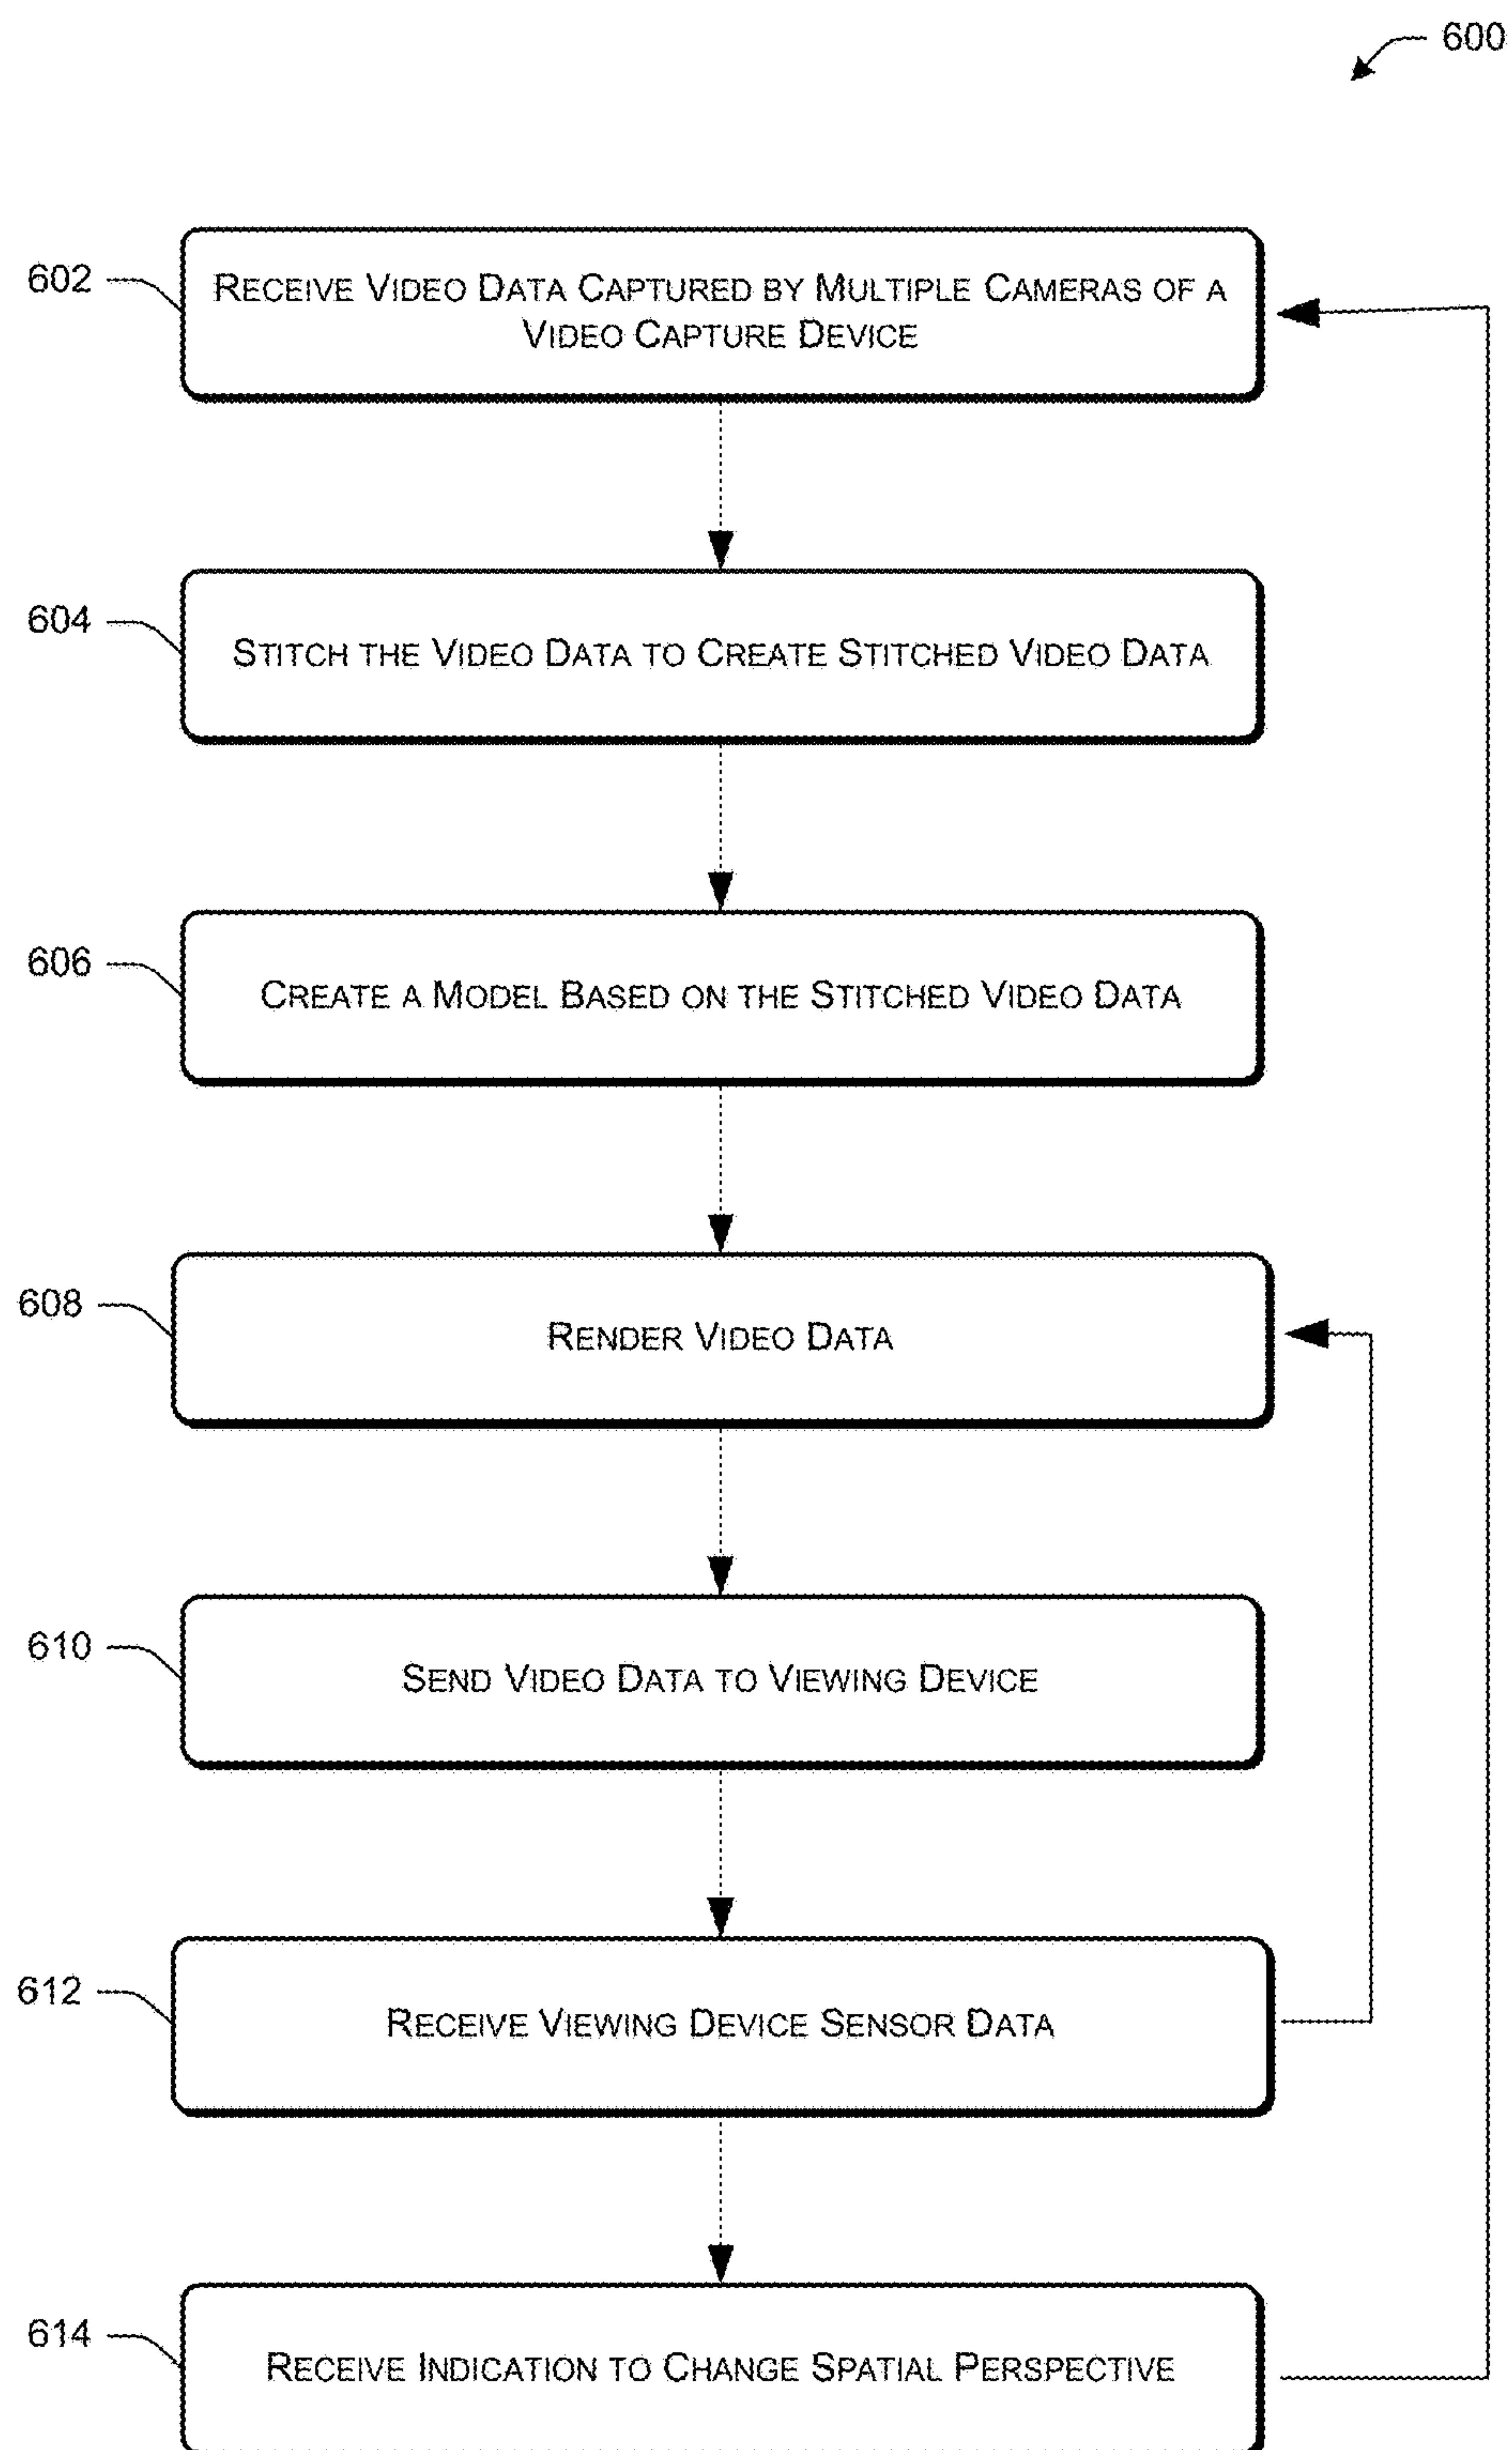 600
602
RECEIVE VIDEO DATA CAPTURED BY MULTIPLE CAMERAS OF A
VIDEO CAPTURE DEVICE
604
STITCH THE VIDEO DATA TO CREATE STITCHED VIDEO DATA
606
CREATE A MODEL BASED ON THE STITCHED VIDEO DATA
608
RENDER VIDEO DATA
610
SEND VIDEO DATA TO VIEWING DEVICE
612
RECEIVE VIEWING DEVICE SENSOR DATA
614
RECEIVE INDICATION TO CHANGE SPATIAL PERSPECTIVE